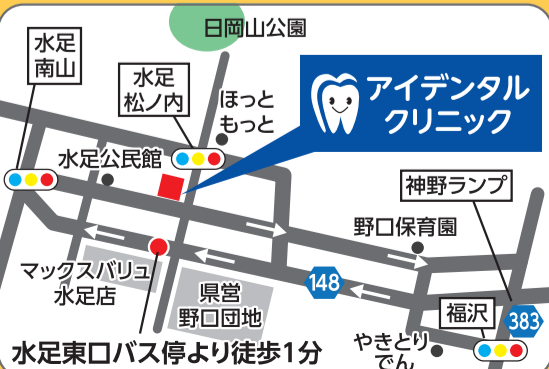 日岡山公園
水足
南山
水足
松ノ内
ほっと
もっと
アイデンタル
クリニック
水足公民館
神野ランプ
野口保育園
マックスバリュ
水足店
県営
野口団地
148
福沢
383
やきとり
でん
水足東口バス停より徒歩1分